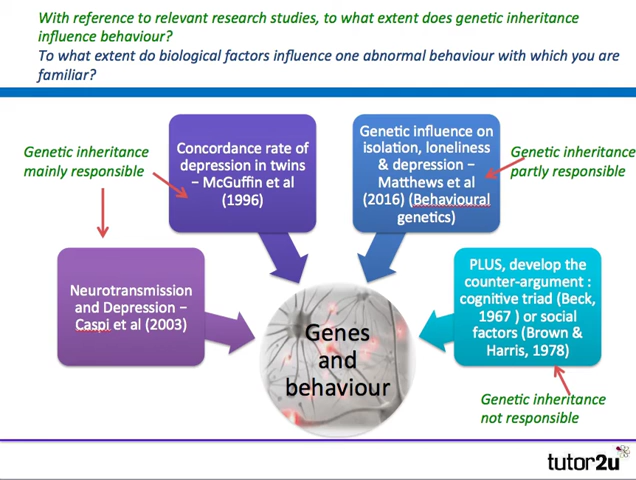 With reference to relevant research studies, to what extent does genetic inheritance
influence behaviour?
To what extent do biological factors influence one abnormal behaviour with which you are
familiar?
Genetic inheritance
mainly responsible
Concordance rate of
depression in twins
– McGuffin et al
(1996)
Genetic influence on
isolation, loneliness
& depression –
Matthews et al
(2016) (Behavioural
genetics)
Genetic inheritance
partly responsible
Neurotransmission
and Depression –
Caspi et al (2003)
PLUS, develop the
counter-argument :
cognitive triad (Beck,
1967 ) or social
factors (Brown &
Harris, 1978)
Genes
and
behaviour
Genetic inheritance
not responsible
tutor2u